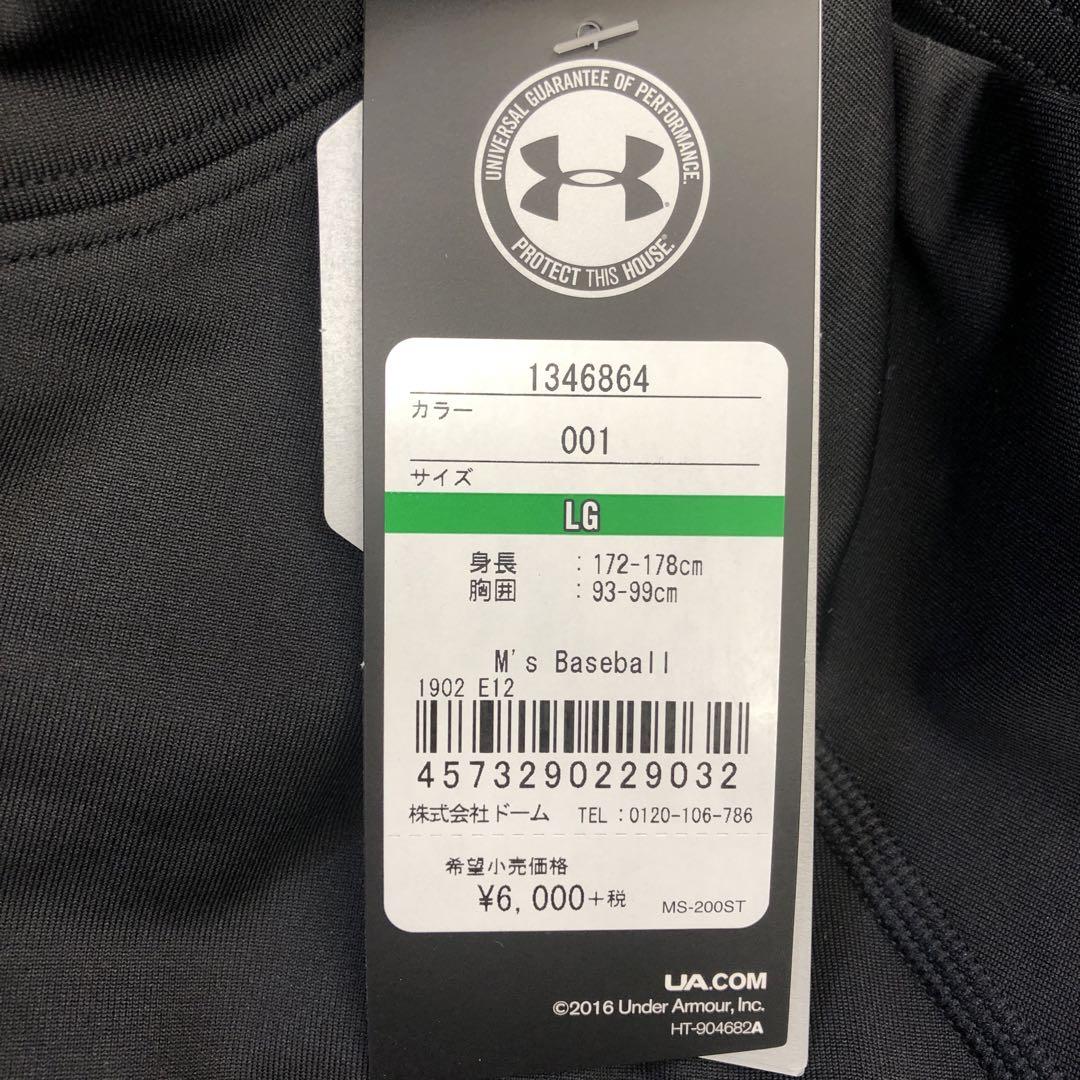 UNIVERSAL GUARANTEE OF PERFORMANCE.
PROTECT THIS HOUSE.®
1346864
カラー
001
サイズ
LG
身長 : 172-178cm
胸囲 : 93-99cm
M's Baseball
1902 E12
4573290229032
株式会社ドーム TEL : 0120-106-786
希望小売価格
¥6,000+税 MS-200ST
UA.COM
©2016 Under Armour, Inc.
HT-904682A